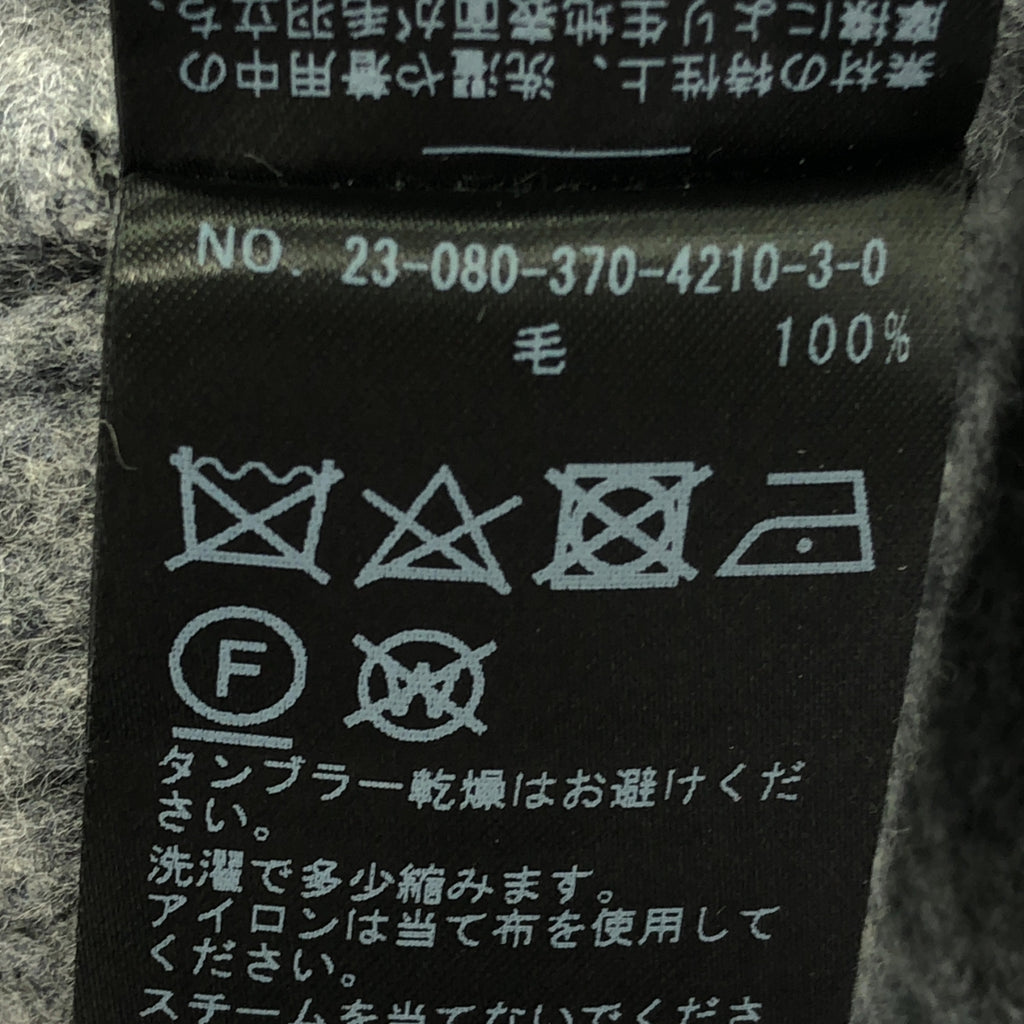 素材の特性上、洗濯や着用中の
摩擦により生地表面が毛羽立ち、
NO. 23-080-370-4210-3-0
毛 100%
F
W
タンブラー乾燥はお避けくだ
さい。
洗濯で多少縮みます。
アイロンは当て布を使用して
ください。
スチームを当てないでくださ